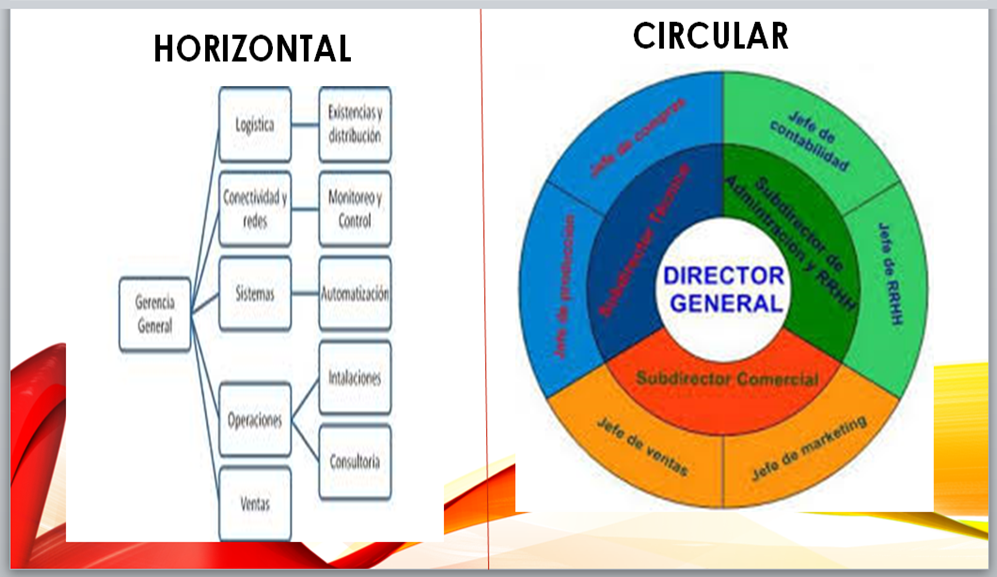 HORIZONTAL
Logística
Existencias y
distribución
Conectividad y
redes
Monitoreo y
Control
Gerencia
General
Sistemas
Automatización
Operaciones
Intalaciones
Consultoría
Ventas
CIRCULAR
Jefe de compras
Jefe de
contabilidad
Subdirector Técnico
Subdirector de
Admintracion y RRHH
Jefe de producción
Jefe de RRHH
DIRECTOR
GENERAL
Subdirector Comercial
Jefe de ventas
Jefe de marketing